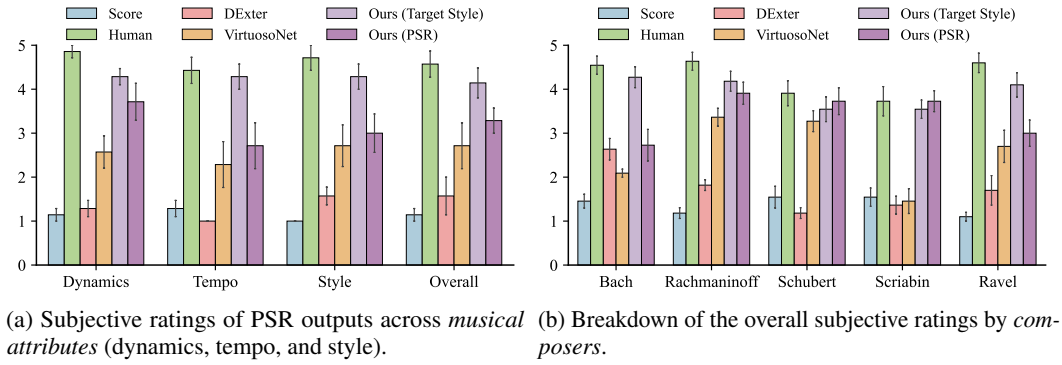 Score DExter Ours (Target Style)
Human VirtuosoNet Ours (PSR)
5
4
3
2
1
0
Dynamics Tempo Style Overall
(a) Subjective ratings of PSR outputs across musical
attributes (dynamics, tempo, and style).
Score DExter Ours (Target Style)
Human VirtuosoNet Ours (PSR)
5
4
3
2
1
0
Bach Rachmaninoff Schubert Scriabin Ravel
(b) Breakdown of the overall subjective ratings by com-
posers.